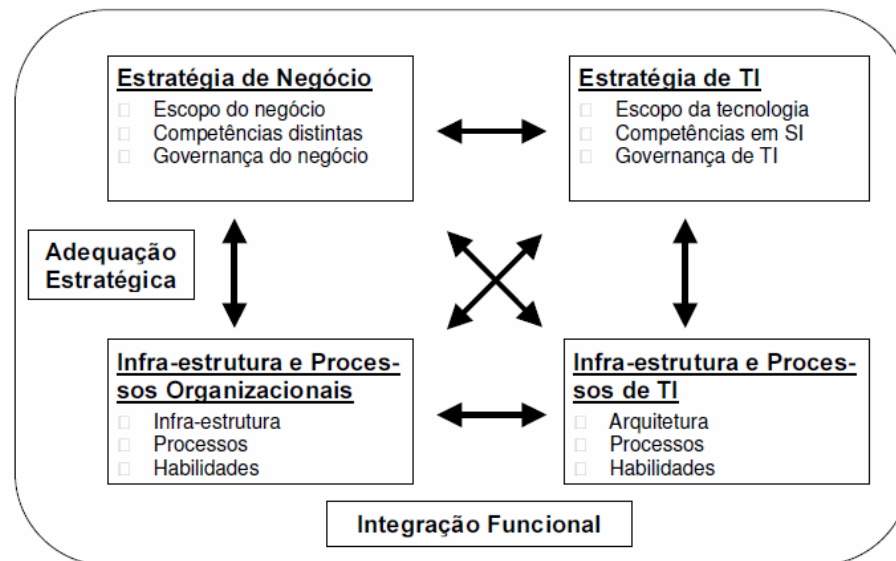 Estratégia de Negócio
Escopo do negócio
Competências distintas
Governança do negócio
Estratégia de TI
Escopo da tecnologia
Competências em SI
Governança de TI
Adequação
Estratégica
Infra-estrutura e Proces-
sos Organizacionais
Infra-estrutura
Processos
Habilidades
Infra-estrutura e Proces-
sos de TI
Arquitetura
Processos
Habilidades
Integração Funcional